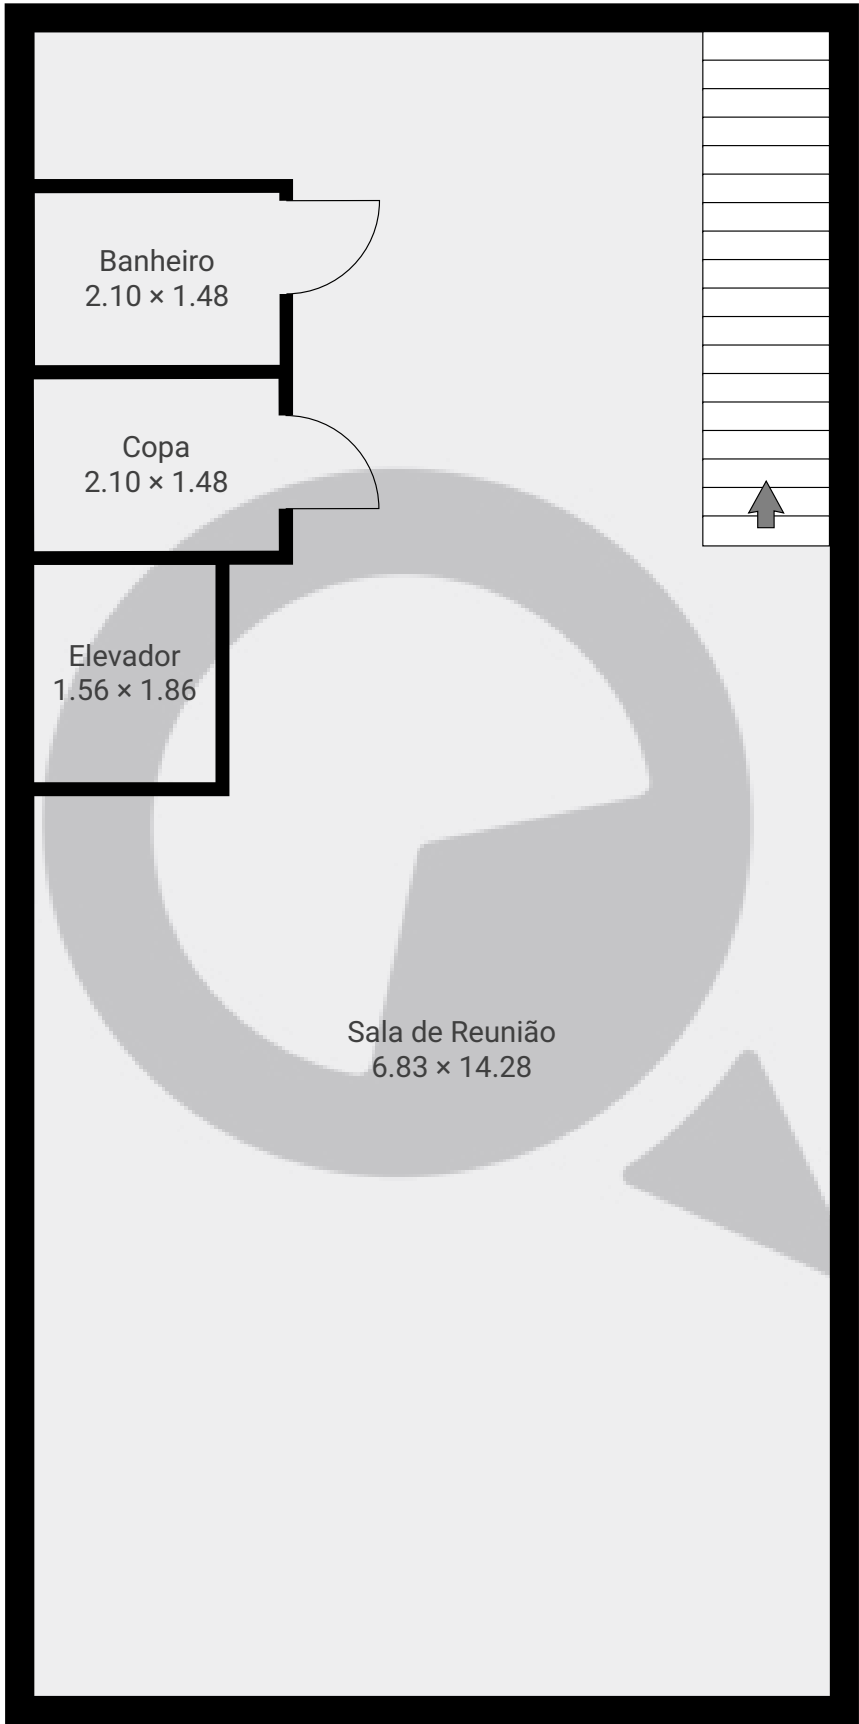 Banheiro
2.10 × 1.48
Copa
2.10 × 1.48
Elevador
1.56 × 1.86
Sala de Reunião
6.83 × 14.28